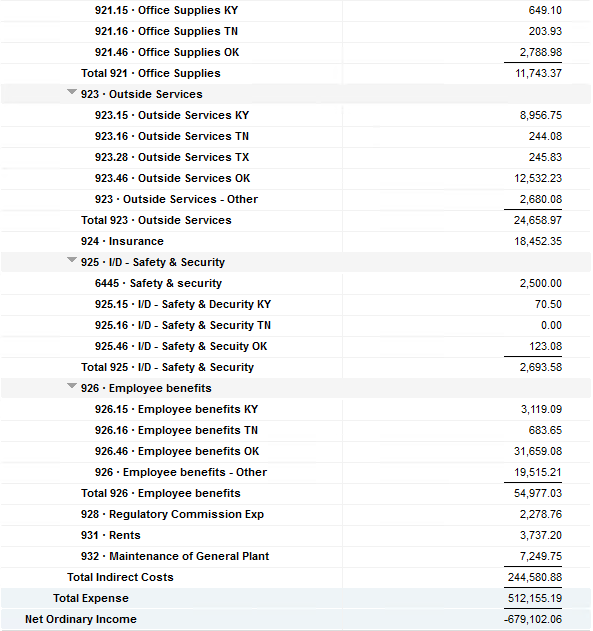 921.15 · Office Supplies KY 649.10
921.16 · Office Supplies TN 203.93
921.46 · Office Supplies OK 2,788.98
Total 921 · Office Supplies 11,743.37
923 · Outside Services
923.15 · Outside Services KY 8,956.75
923.16 · Outside Services TN 244.08
923.28 · Outside Services TX 245.83
923.46 · Outside Services OK 12,532.23
923 · Outside Services - Other 2,680.08
Total 923 · Outside Services 24,658.97
924 · Insurance 18,452.35
925 · I/D - Safety & Security
6445 · Safety & security 2,500.00
925.15 · I/D - Safety & Decurity KY 70.50
925.16 · I/D - Safety & Security TN 0.00
925.46 · I/D - Safety & Secuity OK 123.08
Total 925 · I/D - Safety & Security 2,693.58
926 · Employee benefits
926.15 · Employee benefits KY 3,119.09
926.16 · Employee benefits TN 683.65
926.46 · Employee benefits OK 31,659.08
926 · Employee benefits - Other 19,515.21
Total 926 · Employee benefits 54,977.03
928 · Regulatory Commission Exp 2,278.76
931 · Rents 3,737.20
932 · Maintenance of General Plant 7,249.75
Total Indirect Costs 244,580.88
Total Expense 512,155.19
Net Ordinary Income -679,102.06